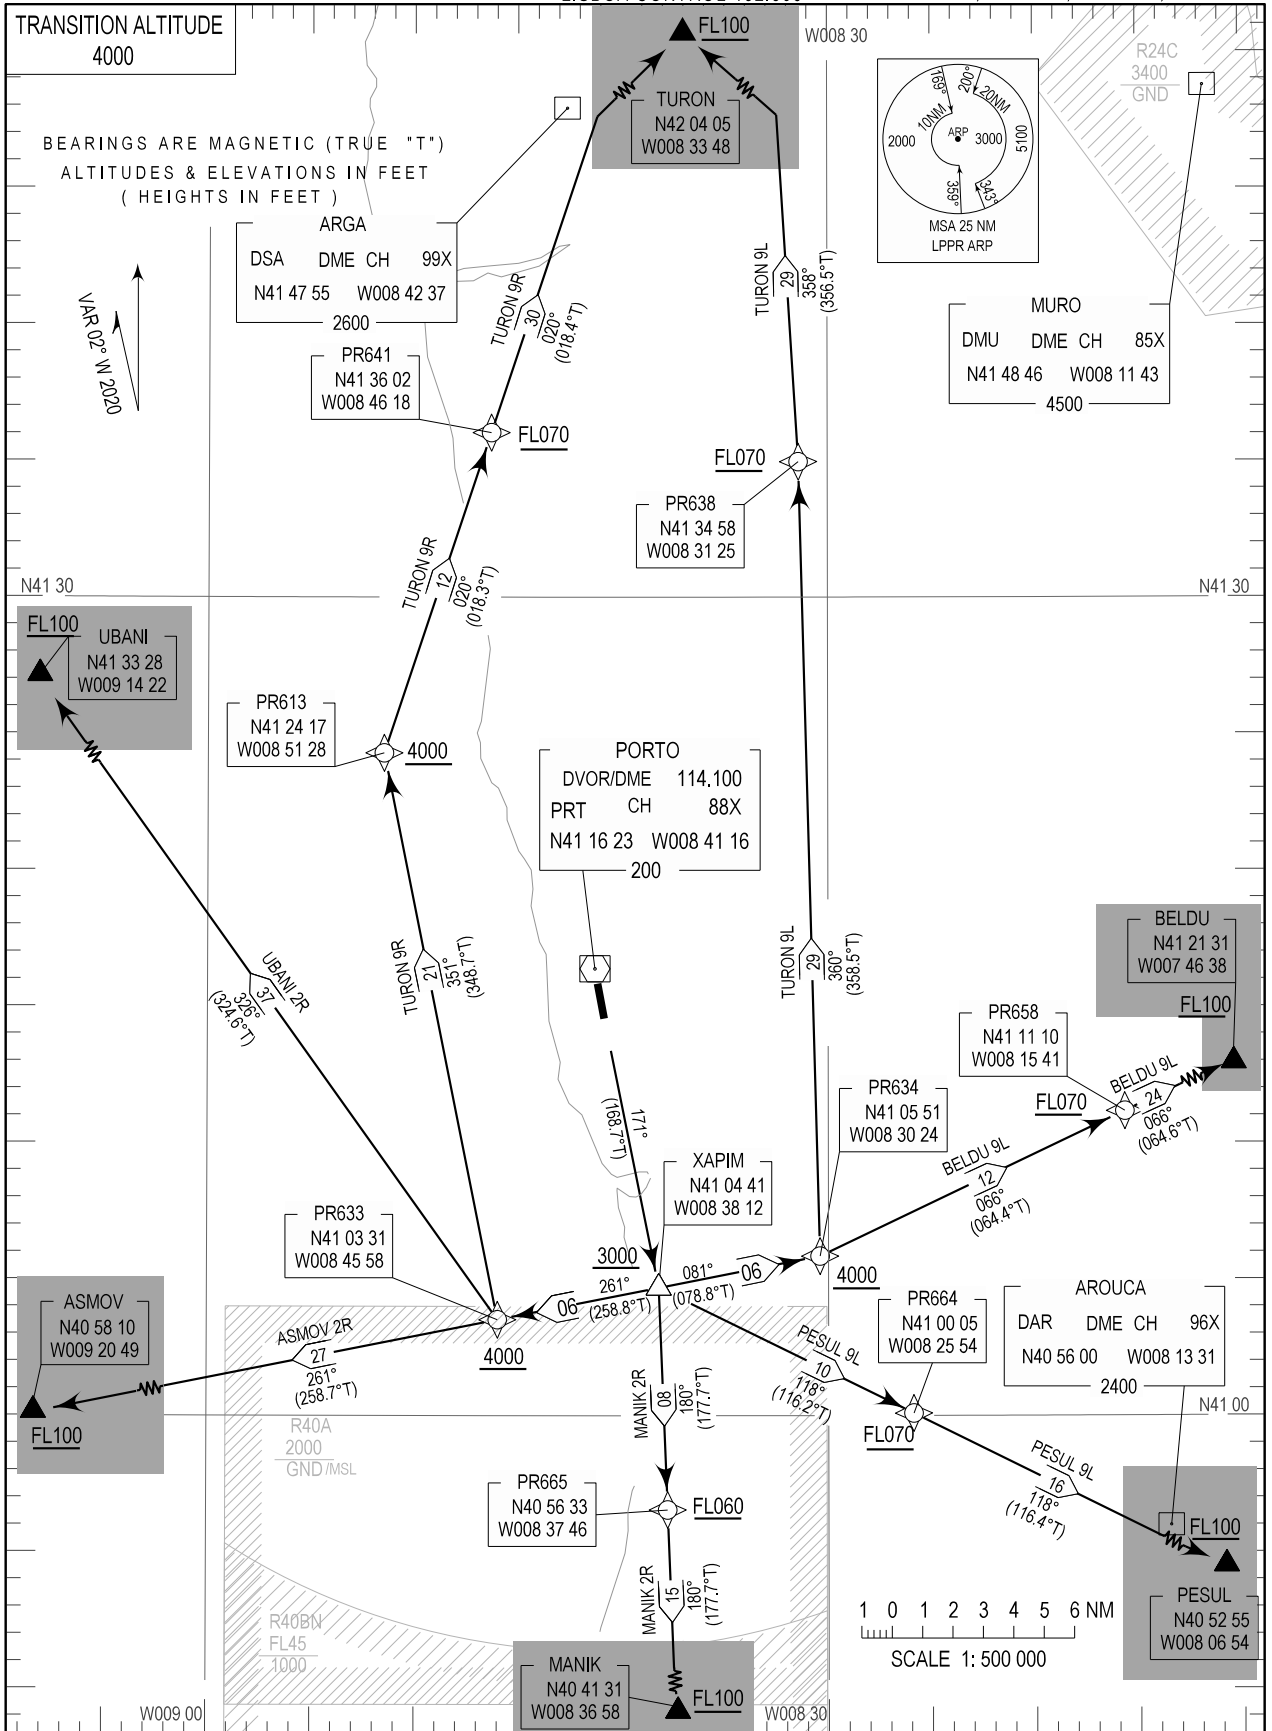 TRANSITION ALTITUDE
4000
FL100
W008 30
TURON
N42 04 05
W008 33 48
R24C
3400
GND
169°
200°
20NM
10NM
ARP
2000
3000
5100
359°
343°
MSA 25 NM
LPPR ARP
BEARINGS ARE MAGNETIC (TRUE "T")
ALTITUDES & ELEVATIONS IN FEET
( HEIGHTS IN FEET )
VAR 02° W 2020
ARGA
DSA DME CH 99X
N41 47 55 W008 42 37
2600
TURON 9R
30
020°
(018.4°T)
TURON 9L
29
358°
(356.5°T)
MURO
DMU DME CH 85X
N41 48 46 W008 11 43
4500
PR641
N41 36 02
W008 46 18
FL070
FL070
PR638
N41 34 58
W008 31 25
TURON 9R
12
020°
(018.3°T)
N41 30
N41 30
FL100
UBANI
N41 33 28
W009 14 22
PR613
N41 24 17
W008 51 28
4000
PORTO
DVOR/DME 114.100
PRT CH 88X
N41 16 23 W008 41 16
200
BELDU
N41 21 31
W007 46 38
FL100
UBANI 2R
37
326°
(324.6°T)
TURON 9R
21
351°
(348.7°T)
TURON 9L
29
360°
(358.5°T)
PR658
N41 11 10
W008 15 41
FL070
BELDU 9L
24
066°
(064.6°T)
171°
(168.7°T)
PR634
N41 05 51
W008 30 24
BELDU 9L
12
066°
(064.4°T)
XAPIM
N41 04 41
W008 38 12
PR633
N41 03 31
W008 45 58
3000
261°
06
(258.8°T)
081°
06
(078.8°T)
4000
4000
ASMOV
N40 58 10
W009 20 49
FL100
ASMOV 2R
27
261°
(258.7°T)
PR664
N41 00 05
W008 25 54
FL070
AROUCA
DAR DME CH 96X
N40 56 00 W008 13 31
2400
PESUL 9L
10
118°
(116.2°T)
N41 00
MANIK 2R
08
180°
(177.7°T)
R40A
2000
GND/MSL
PR665
N40 56 33
W008 37 46
FL060
PESUL 9L
16
118°
(116.4°T)
FL100
PESUL
N40 52 55
W008 06 54
MANIK 2R
15
180°
(177.7°T)
R40BN
FL45
1000
1 0 1 2 3 4 5 6 NM
SCALE 1: 500 000
MANIK
N40 41 31
W008 36 58
FL100
W009 00
W008 30